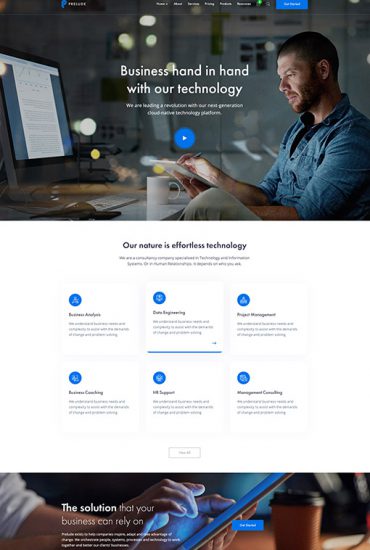 PRELUDE
Home About Services Pricing Products Resources Get Started
Business hand in hand
with our technology
We are leading a revolution with our next-generation
cloud-native technology platform.
Our nature is effortless technology
We are a consultancy company specialised in Technology and Information
Systems. Or in Human Relationships. It depends on who you ask.
Business Analysis
We understand business needs and
complexity to assist with the demands
of change and problem solving.
Data Engineering
We understand business needs and
complexity to assist with the demands
of change and problem solving.
Project Management
We understand business needs and
complexity to assist with the demands
of change and problem solving.
Business Coaching
We understand business needs and
complexity to assist with the demands
of change and problem solving.
HR Support
We understand business needs and
complexity to assist with the demands
of change and problem solving.
Management Consulting
We understand business needs and
complexity to assist with the demands
of change and problem solving.
View All
The solution that your
business can rely on
Prelude exists to help companies inspire, adapt and take advantage of
change. We orchestrate people, systems, processes and technology to work
together and better our clients' businesses.
Get Started